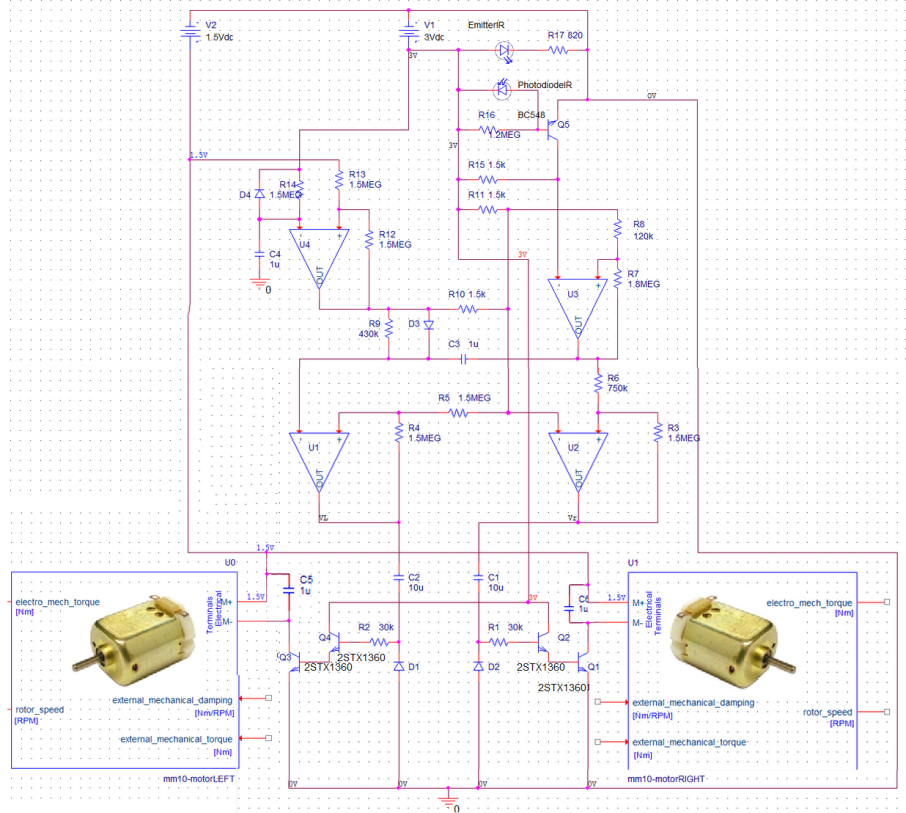 V2
1.5Vdc
V1
3Vdc
3V
EmitterIR
R17 820
PhotodiodeIR
0V
R16
1.2MEG
BC548
Q5
3V
1.5V
R15 1.5k
R11 1.5k
R13
1.5MEG
R14
1.5MEG
D4
R8
120k
R12
1.5MEG
U4
- +
OUT
C4
1u
0
3V
R7
1.8MEG
U3
- +
OUT
R10 1.5k
R9
430k
D3
C3 1u
R6
750k
R5 1.5MEG
R4
1.5MEG
R3
1.5MEG
U1
- +
OUT
U2
- +
OUT
VL
Vr
1.5V
U0
U1
C5
1u
C2
10u
C1
10u
C6
1u
1.5V
1.5V
electro_mech_torque
[Nm]
Electrical
Terminals
M+
M-
3V
R2 30k
R1 30k
Q4
Q2
2STX1360
2STX1360
Q3
2STX1360
Q1
2STX1360
D1
D2
M+
M-
Electrical
Terminals
electro_mech_torque
[Nm]
external_mechanical_damping
[Nm/RPM]
rotor_speed
[RPM]
external_mechanical_torque
[Nm]
external_mechanical_damping
[Nm/RPM]
rotor_speed
[RPM]
external_mechanical_torque
[Nm]
mm10-motorLEFT
0V
0V
0V
0V
mm10-motorRIGHT
0